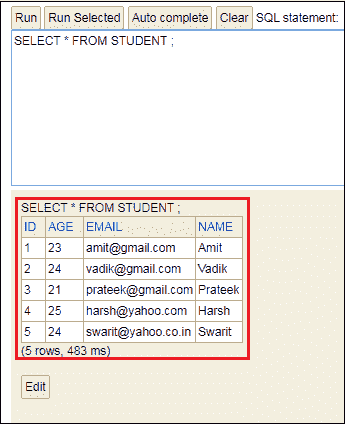 Run Run Selected Auto complete Clear SQL statement:
SELECT * FROM STUDENT ;
SELECT * FROM STUDENT ;
ID AGE EMAIL NAME
1 23 amit@gmail.com Amit
2 24 vadik@gmail.com Vadik
3 21 prateek@gmail.com Prateek
4 25 harsh@yahoo.com Harsh
5 24 swarit@yahoo.co.in Swarit
(5 rows, 483 ms)
Edit